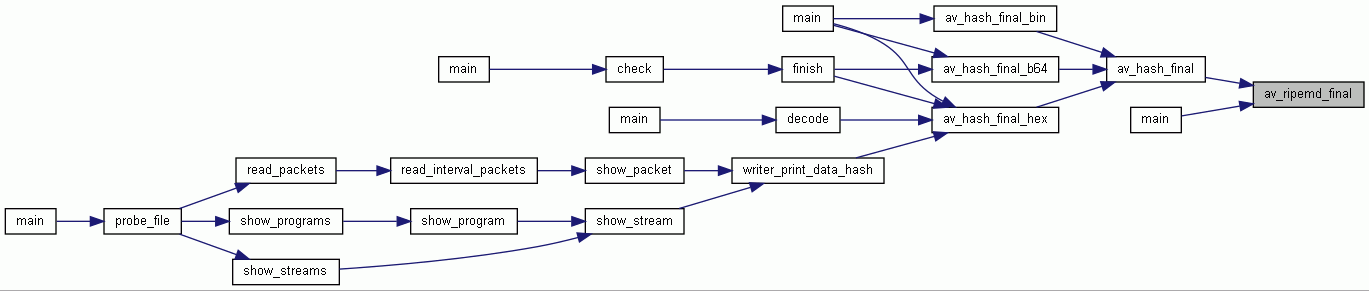 main
av_hash_final_bin
main
check
finish
av_hash_final_b64
av_hash_final
av_ripemd_final
main
decode
av_hash_final_hex
main
read_packets
read_interval_packets
show_packet
writer_print_data_hash
main
probe_file
show_programs
show_program
show_stream
show_streams